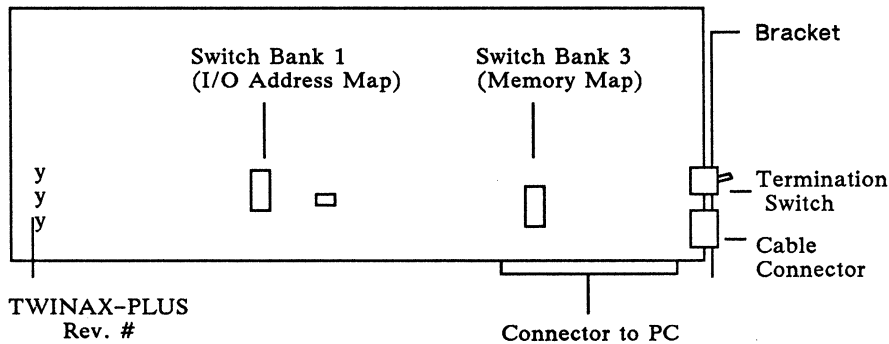 Bracket
Switch Bank 1
(I/O Address Map)
Switch Bank 3
(Memory Map)
y
y
y
Termination
Switch
Cable
Connector
TWINAX-PLUS
Rev. #
Connector to PC